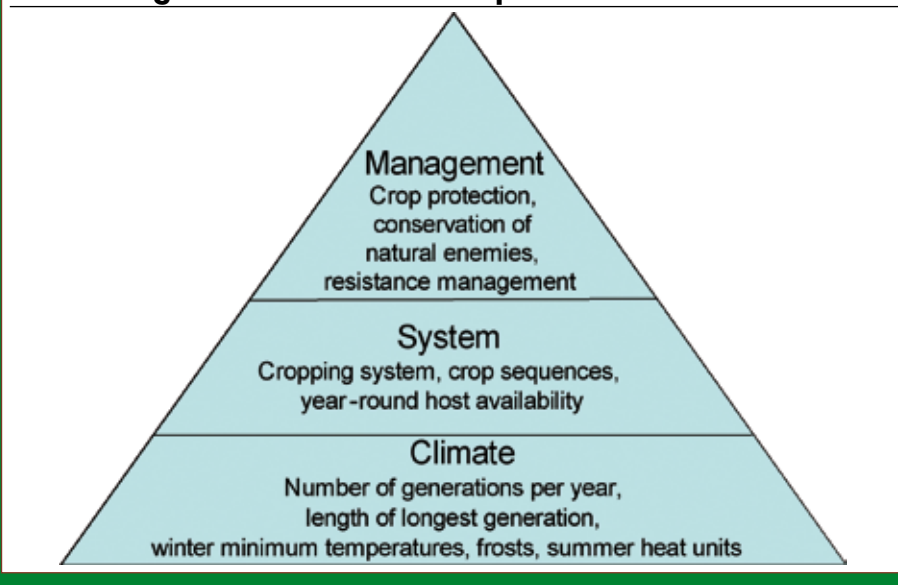 Management
Crop protection,
conservation of
natural enemies,
resistance management
System
Cropping system, crop sequences,
year-round host availability
Climate
Number of generations per year,
length of longest generation,
winter minimum temperatures, frosts, summer heat units